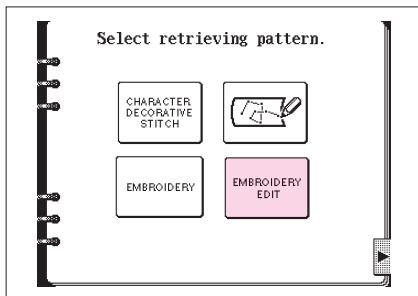 Select retrieving pattern.
CHARACTER
DECORATIVE
STITCH
EMBROIDERY
EMBROIDERY
EDIT